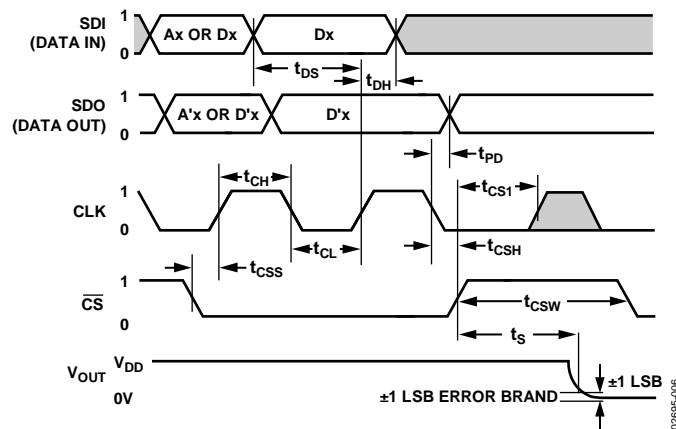 SDI
(DATA IN)
1
0
Ax OR Dx
Dx
tDS
tDH
SDO
(DATA OUT)
1
0
A'x OR D'x
D'x
tPD
tCH
tCS1
CLK
1
0
tCL
tCSH
tCSS
CS
1
0
tCSW
tS
VOUT
VDD
0V
±1 LSB
±1 LSB ERROR BRAND
02695-006